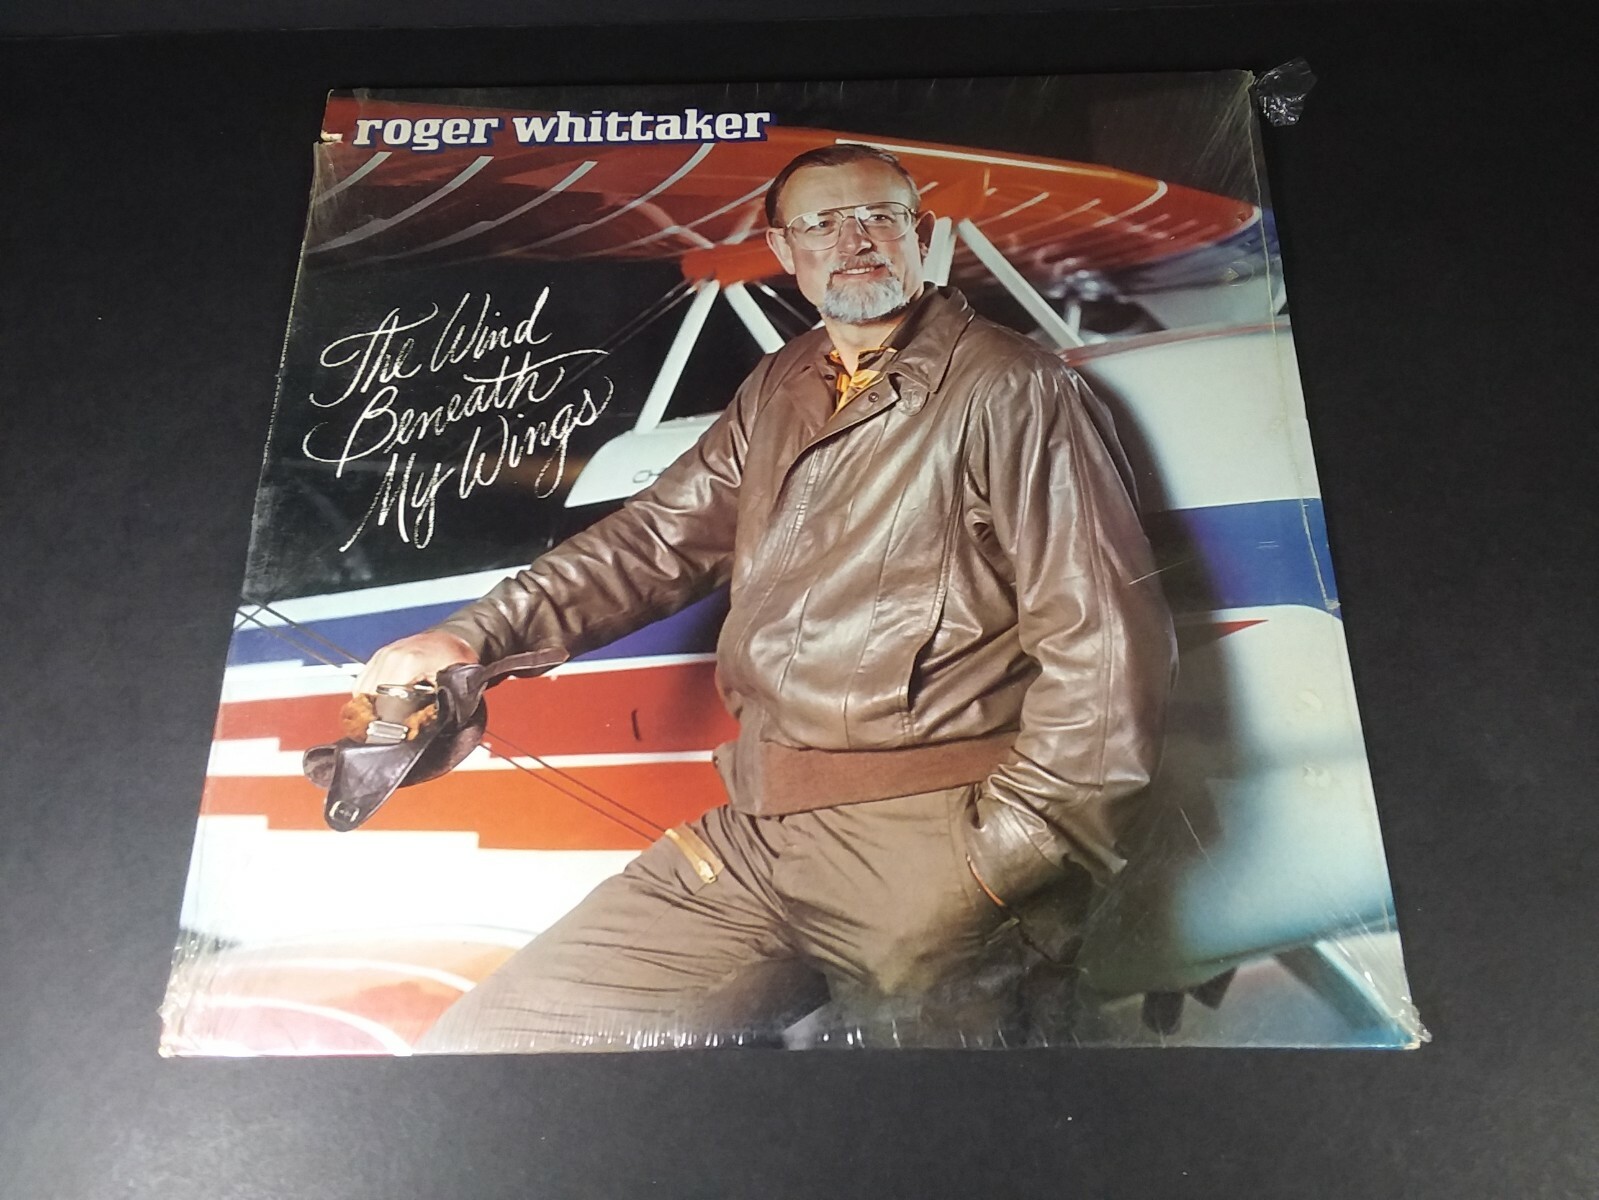 roger whittaker
The Wind
Beneath
My Wings